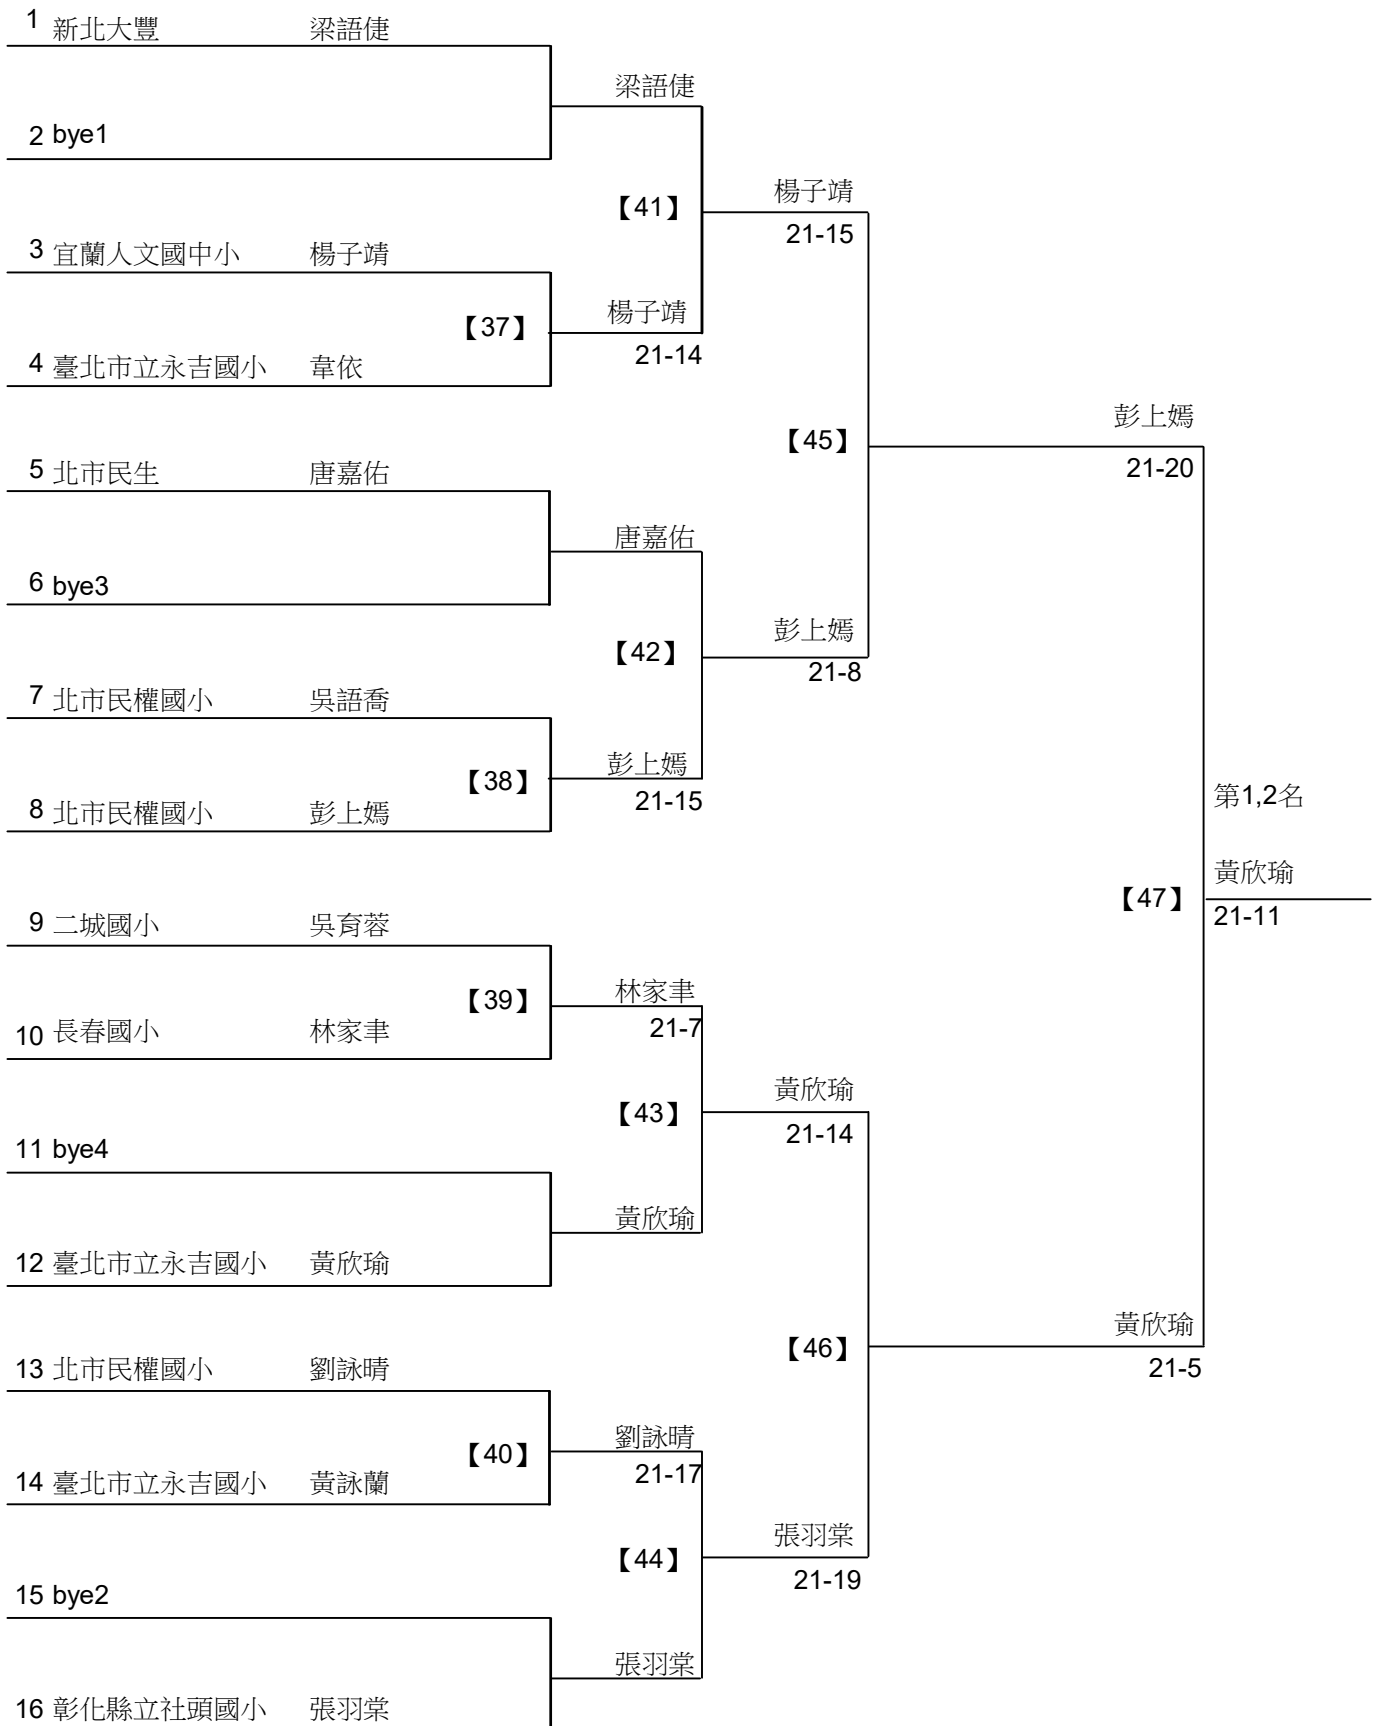 1 新北大豐 梁語倢
梁語倢
2 bye1
【41】 楊子靖
21-15
3 宜蘭人文國中小 楊子靖
【37】 楊子靖
21-14
4 臺北市立永吉國小 韋依
【45】 彭上嫣
21-20
5 北市民生 唐嘉佑
唐嘉佑
6 bye3
【42】 彭上嫣
21-8
7 北市民權國小 吳語喬
【38】 彭上嫣
21-15
8 北市民權國小 彭上嫣
第1,2名
【47】 黃欣瑜
21-11
9 二城國小 吳育蓉
【39】 林家聿
21-7
10 長春國小 林家聿
【43】 黃欣瑜
21-14
11 bye4
黃欣瑜
12 臺北市立永吉國小 黃欣瑜
【46】 黃欣瑜
21-5
13 北市民權國小 劉詠晴
【40】 劉詠晴
21-17
14 臺北市立永吉國小 黃詠蘭
【44】 張羽棠
21-19
15 bye2
張羽棠
16 彰化縣立社頭國小 張羽棠